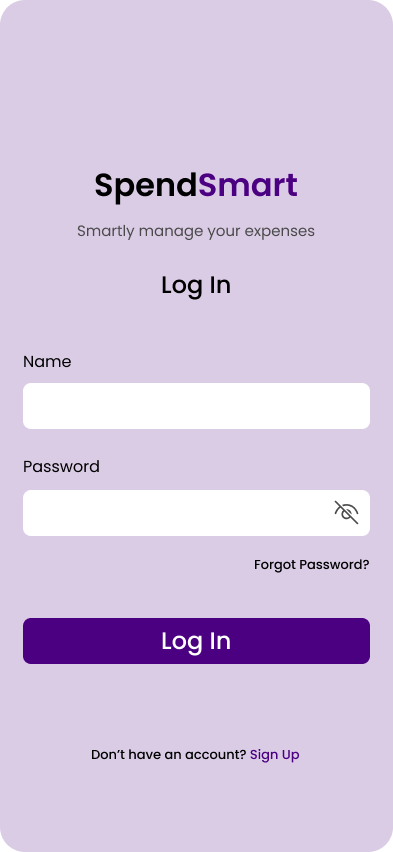 SpendSmart
Smartly manage your expenses
Log In
Name
Password
Forgot Password?
Log In
Don’t have an account? Sign Up